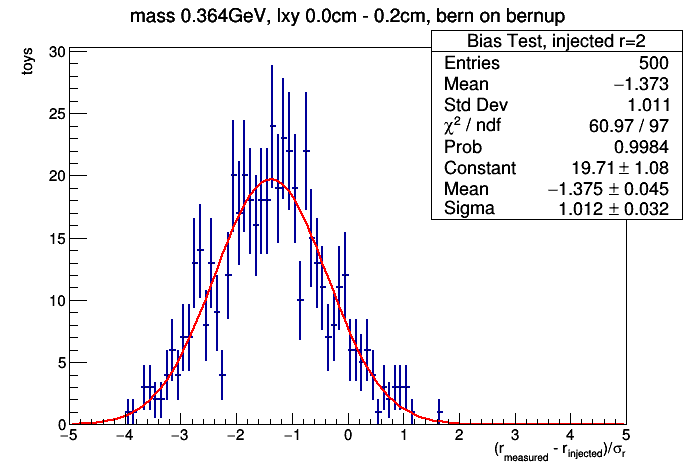 mass 0.364GeV, lxy 0.0cm - 0.2cm, bern on bernup
Bias Test, injected r=2
Entries 500
Mean −1.373
Std Dev 1.011
χ² / ndf 60.97 / 97
Prob 0.9984
Constant 19.71 ± 1.08
Mean −1.375 ± 0.045
Sigma 1.012 ± 0.032
toys
30
25
20
15
10
5
0
−5 −4 −3 −2 −1 0 1 2 3 4 5
(r_measured - r_injected)/σ_r